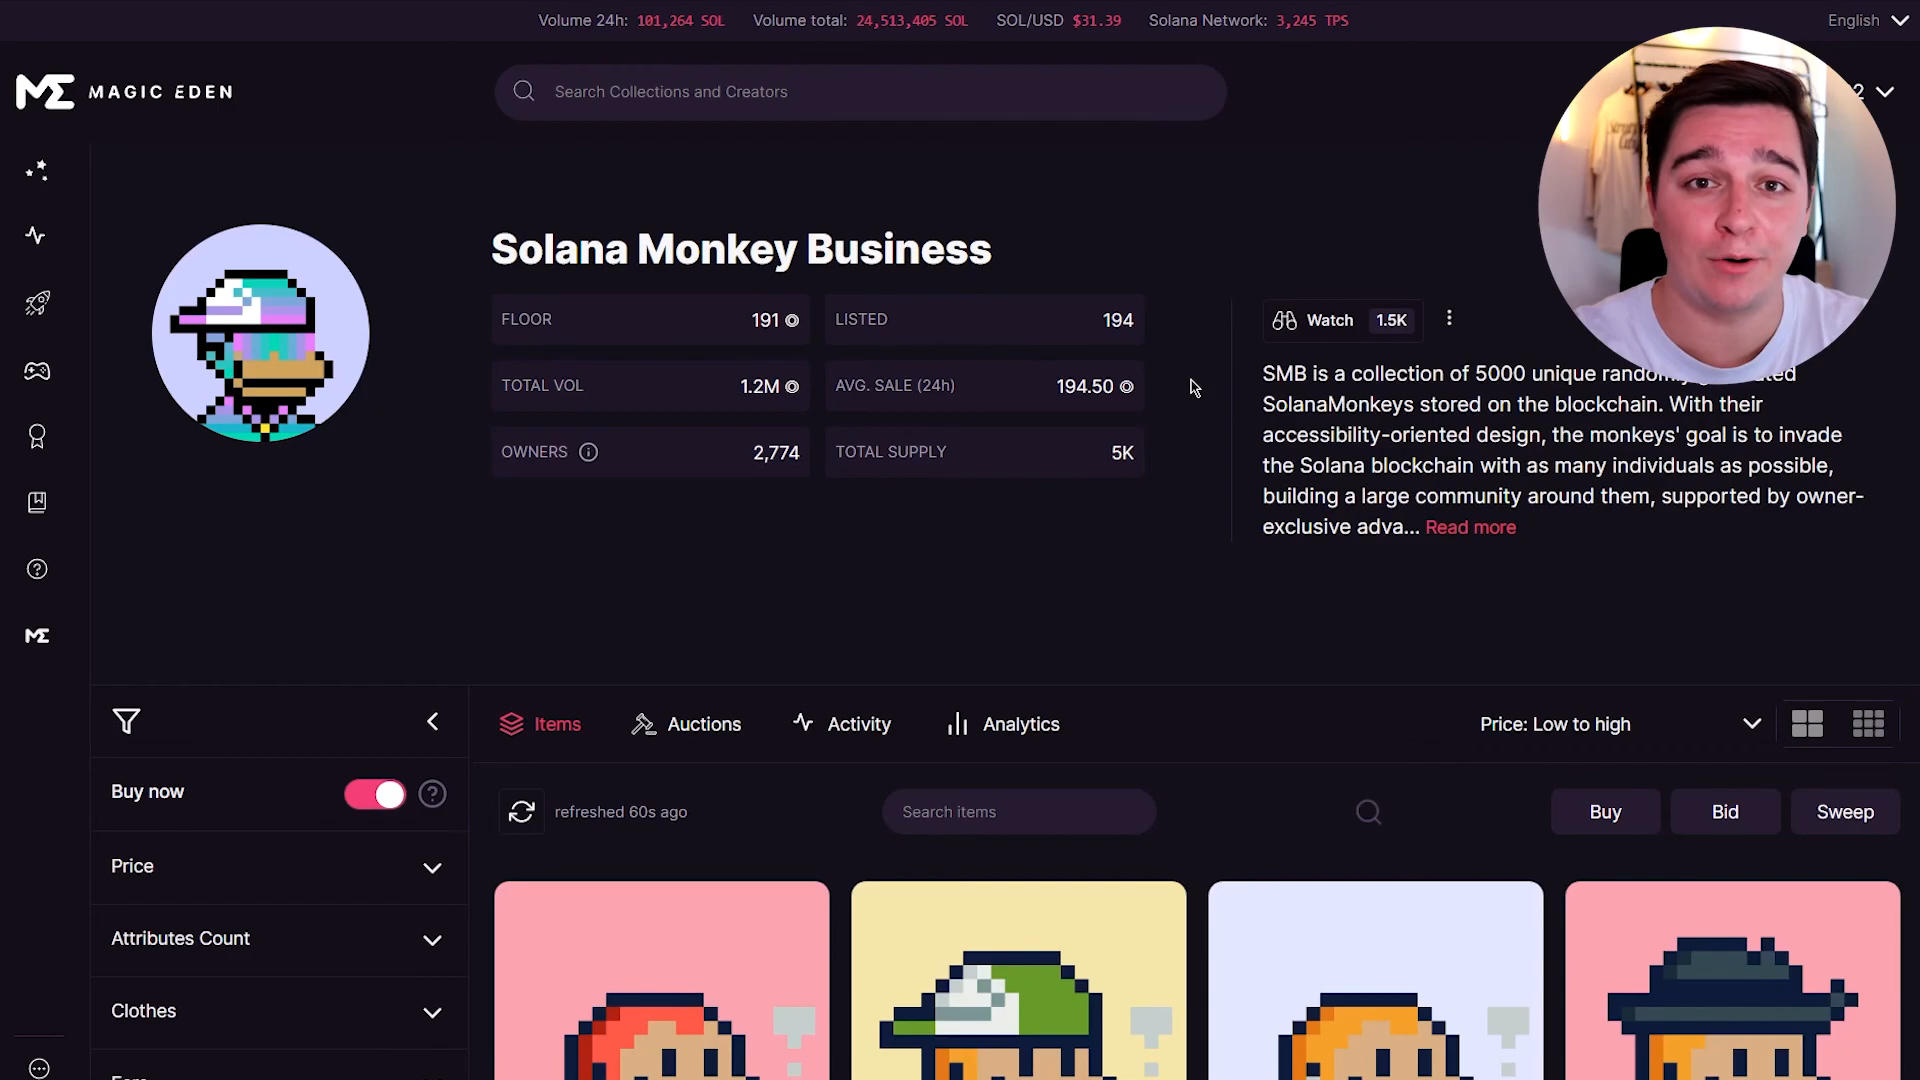 Volume 24h: 101,264 SOL Volume total: 24,513,405 SOL SOL/USD $31.39 Solana Network: 3,245 TPS English
MAGIC EDEN
Search Collections and Creators
2
Solana Monkey Business
FLOOR 191
LISTED 194
Watch 1.5K
TOTAL VOL 1.2M
AVG. SALE (24h) 194.50
OWNERS 2,774
TOTAL SUPPLY 5K
SMB is a collection of 5000 unique
SolanaMonkeys stored on the blockchain. With their
accessibility-oriented design, the monkeys' goal is to invade
the Solana blockchain with as many individuals as possible,
building a large community around them, supported by owner-
exclusive adva... Read more
Items Auctions Activity Analytics Price: Low to high
Buy now
refreshed 60s ago Search items Buy Bid Sweep
Price
Attributes Count
Clothes